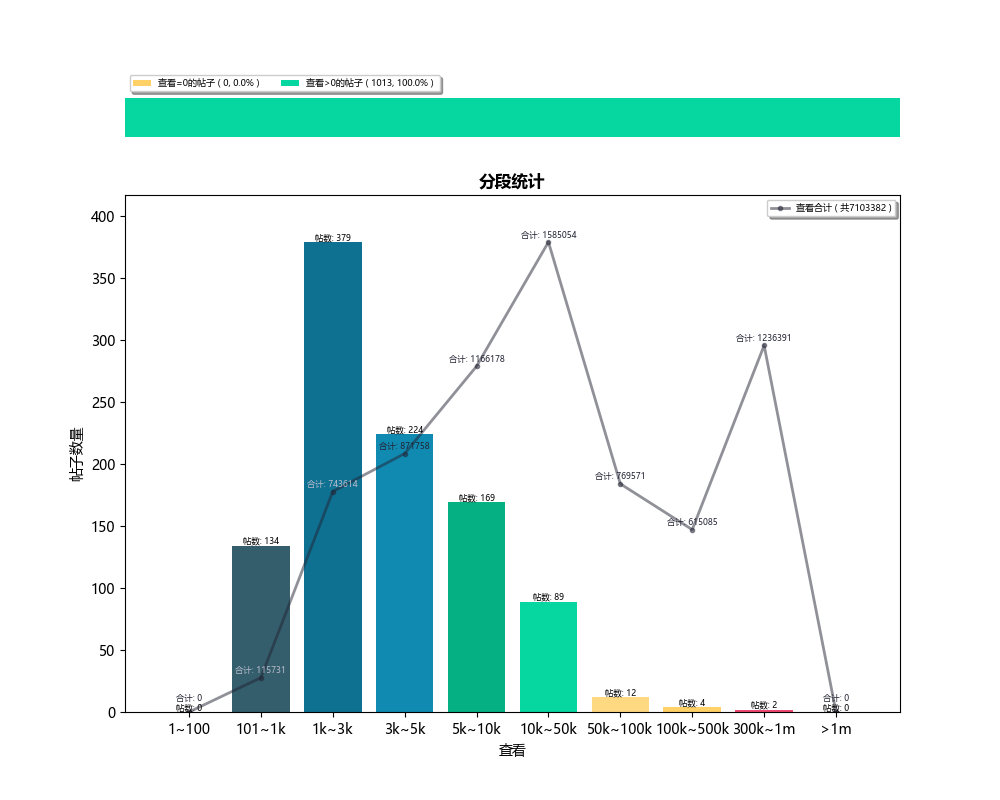 查看=0的帖子 ( 0, 0.0% )
查看>0的帖子 ( 1013, 100.0% )
分段统计
查看合计 ( 共7103382 )
帖子数量
400
350
300
250
200
150
100
50
0
合计: 0
帖数: 0
帖数: 134
合计: 115731
帖数: 379
合计: 743614
帖数: 224
合计: 871758
合计: 1166178
帖数: 169
合计: 1585054
帖数: 89
合计: 769571
帖数: 12
合计: 615085
帖数: 4
合计: 1236391
帖数: 2
合计: 0
帖数: 0
1~100
101~1k
1k~3k
3k~5k
5k~10k
10k~50k
50k~100k
100k~500k
300k~1m
>1m
查看